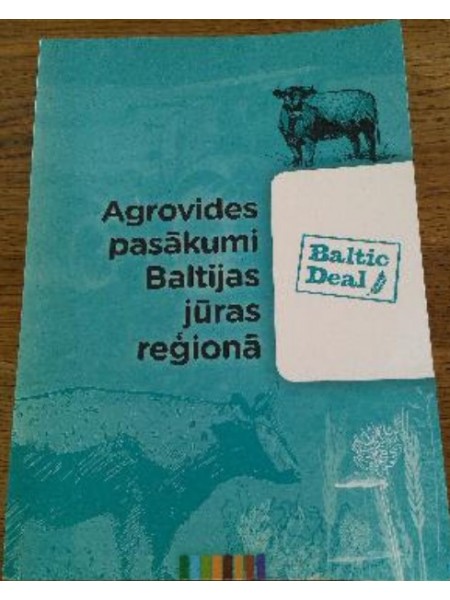 Agrovides
pasākumi
Baltijas
jūras
reģionā
Baltic
Deal